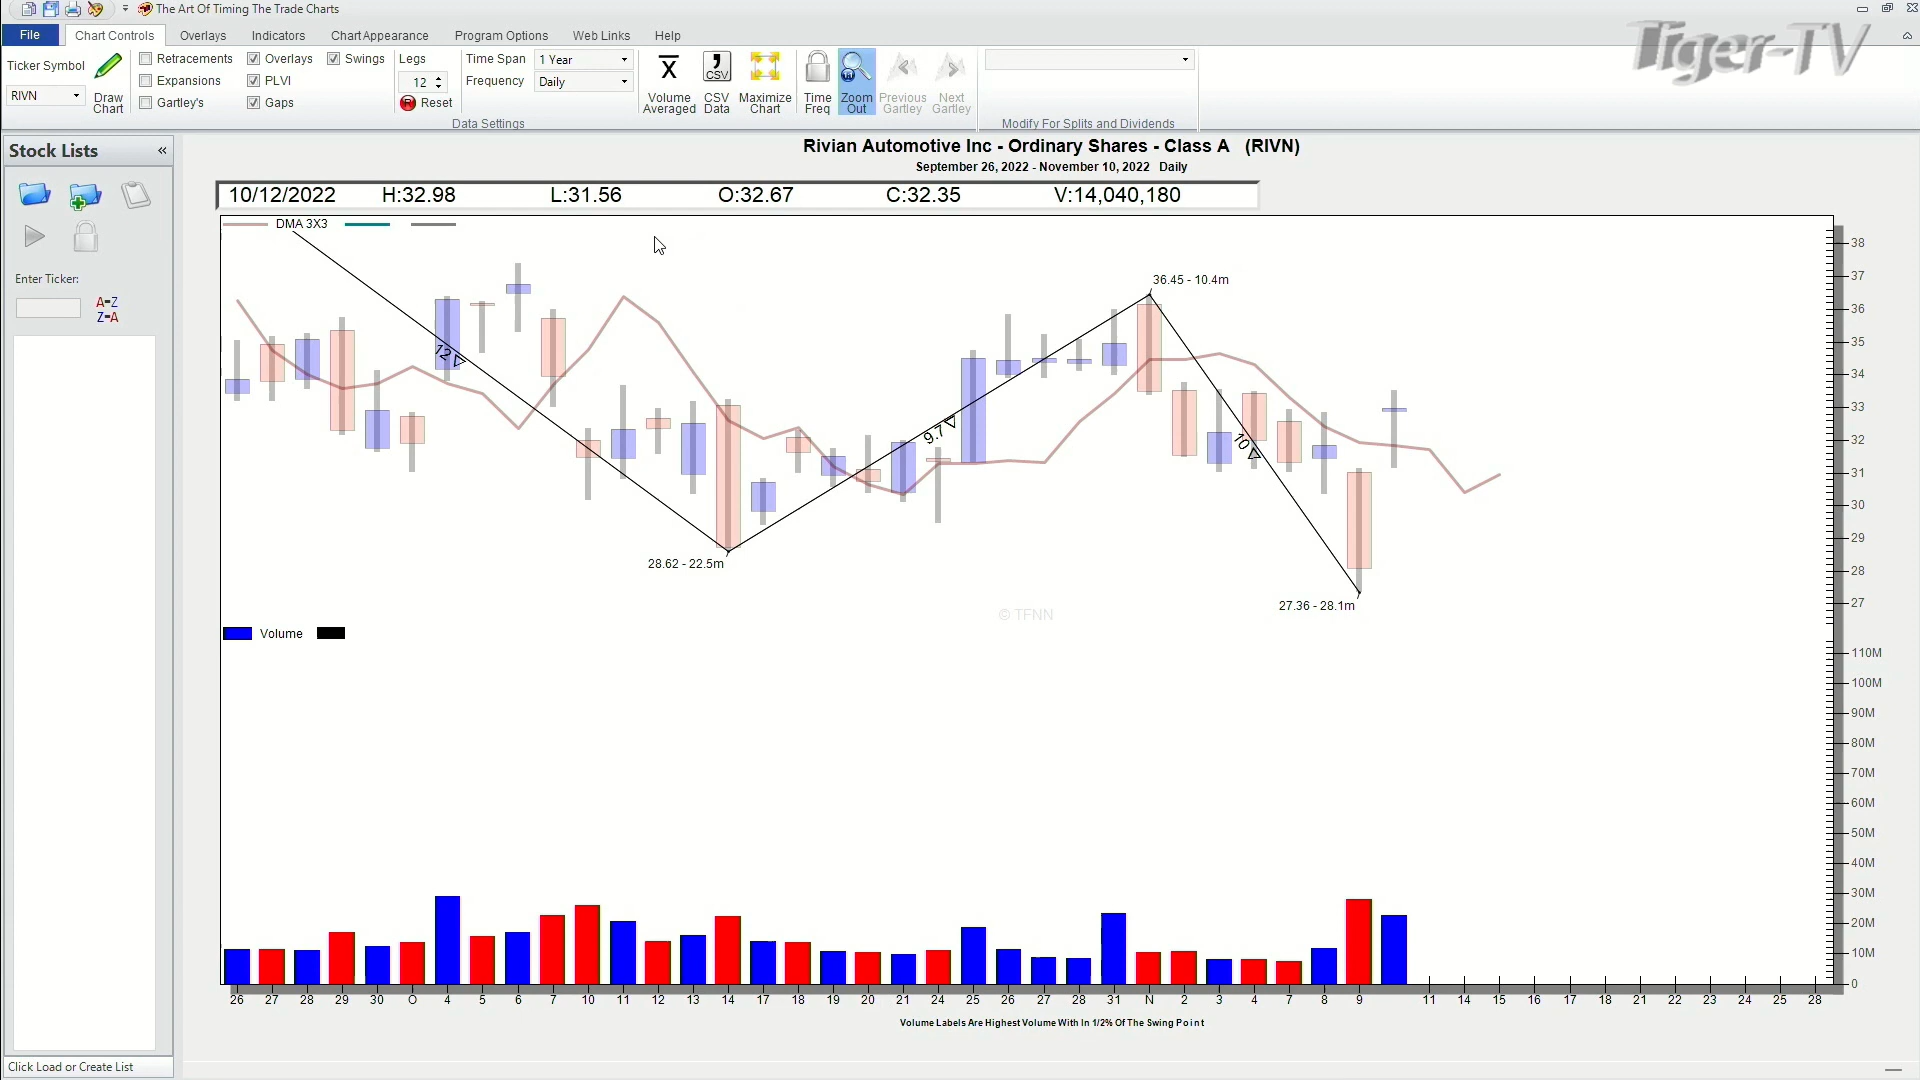 The Art Of Timing The Trade Charts
Tiger-TV
File Chart Controls Overlays Indicators Chart Appearance Program Options Web Links Help
Ticker Symbol
RIVN
Draw
Chart
Retracements
Expansions
Gartley's
Overlays
PLVI
Gaps
Swings
Legs
12
Reset
Time Span 1 Year
Frequency Daily
Data Settings
Volume
Averaged
CSV
CSV
Data
Maximize
Chart
Time
Freq
Zoom
Out
Previous
Gartley
Next
Gartley
Modify For Splits and Dividends
Stock Lists
Enter Ticker:
A=Z
Z=A
Click Load or Create List
Rivian Automotive Inc - Ordinary Shares - Class A (RIVN)
September 26, 2022 - November 10, 2022 Daily
10/12/2022 H:32.98 L:31.56 O:32.67 C:32.35 V:14,040,180
DMA 3X3
36.45 - 10.4m
12
9.7
10
28.62 - 22.5m
27.36 - 28.1m
© TFNN
38
37
36
35
34
33
32
31
30
29
28
27
Volume
110M
100M
90M
80M
70M
60M
50M
40M
30M
20M
10M
0
26 27 28 29 30 O 4 5 6 7 10 11 12 13 14 17 18 19 20 21 24 25 26 27 28 31 N 2 3 4 7 8 9 11 14 15 16 17 18 21 22 23 24 25 28
Volume Labels Are Highest Volume With In 1/2% Of The Swing Point